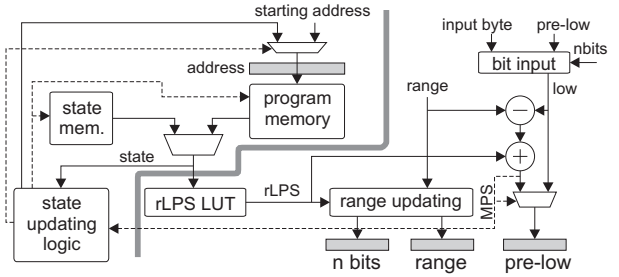 starting address
input byte
pre-low
nbits
bit input
address
low
range
program
memory
state
mem.
−
+
state
state
updating
logic
rLPS LUT
rLPS
range updating
MPS
n bits
range
pre-low